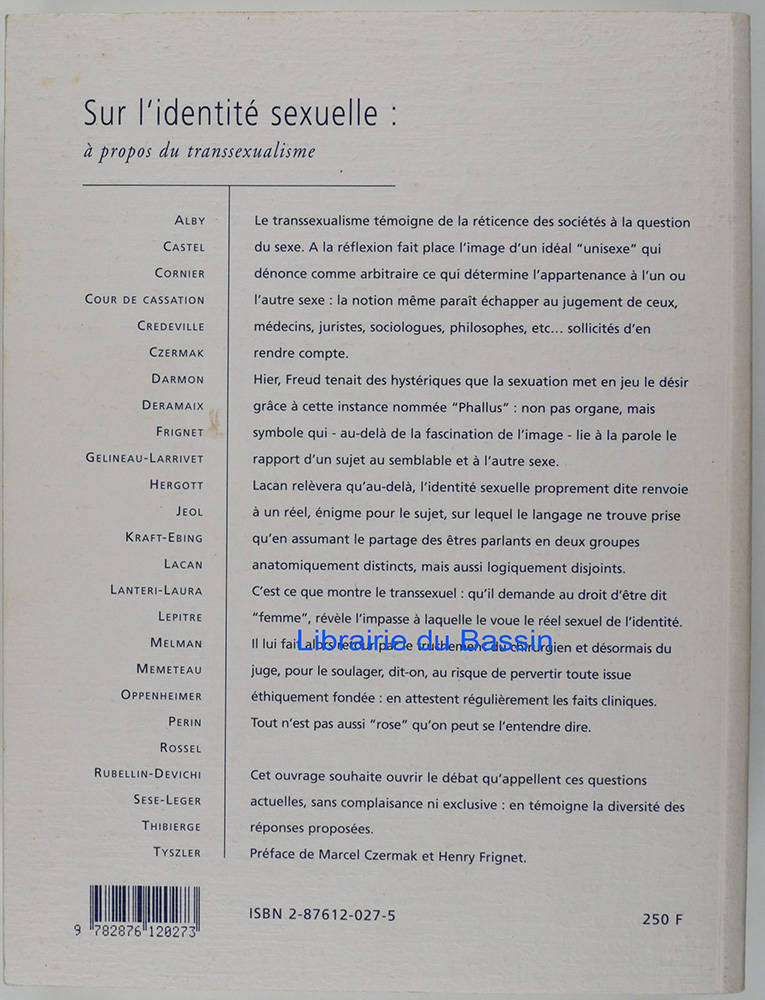 Sur l'identité sexuelle :
à propos du transsexualisme
ALBY
CASTEL
CORNIER
COUR DE CASSATION
CREDEVILLE
CZERMAK
DARMON
DERAMAIX
FRIGNET
GELINEAU-LARRIVET
HERGOTT
JEOL
KRAFT-EBING
LACAN
LANTERI-LAURA
LEPITRE
MELMAN
MEMETEAU
OPPENHEIMER
PERIN
ROSSEL
RUBELLIN-DEVICHI
SESE-LEGER
THIBIERGE
TYSZLER
Le transsexualisme témoigne de la réticence des sociétés à la question
du sexe. A la réflexion fait place l'image d'un idéal "unisexe" qui
dénonce comme arbitraire ce qui détermine l'appartenance à l'un ou
l'autre sexe : la notion même paraît échapper au jugement de ceux,
médecins, juristes, sociologues, philosophes, etc... sollicités d'en
rendre compte.
Hier, Freud tenait des hystériques que la sexuation met en jeu le désir
grâce à cette instance nommée "Phallus" : non pas organe, mais
symbole qui - au-delà de la fascination de l'image - lie à la parole le
rapport d'un sujet au semblable et à l'autre sexe.
Lacan relèvera qu'au-delà, l'identité sexuelle proprement dite renvoie
à un réel, énigme pour le sujet, sur lequel le langage ne trouve prise
qu'en assumant le partage des êtres parlants en deux groupes
anatomiquement distincts, mais aussi logiquement disjoints.
C'est ce que montre le transsexuel : qu'il demande au droit d'être dit
"femme", révèle l'impasse à laquelle le voue le réel sexuel de l'identité.
Il lui fait alors retour par le truchement du chirurgien et désormais du
Librairie du Bassin
juge, pour le soulager, dit-on, au risque de pervertir toute issue
éthiquement fondée : en attestent régulièrement les faits cliniques.
Tout n'est pas aussi "rose" qu'on peut se l'entendre dire.
Cet ouvrage souhaite ouvrir le débat qu'appellent ces questions
actuelles, sans complaisance ni exclusive : en témoigne la diversité des
réponses proposées.
Préface de Marcel Czermak et Henry Frignet.
9 782876 120273
ISBN 2-87612-027-5
250 F